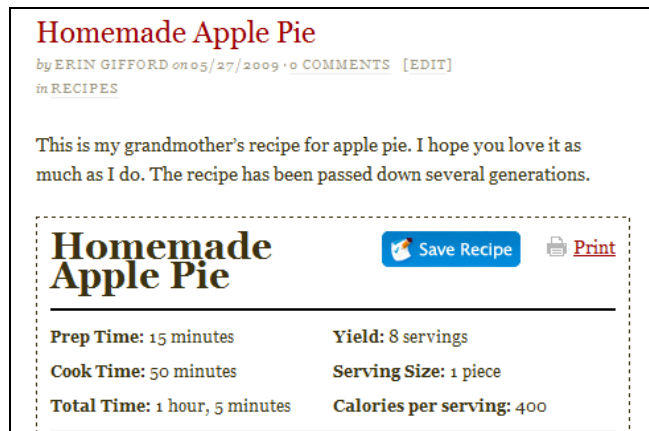 Homemade Apple Pie
by ERIN GIFFORD on 05/27/2009 · 0 COMMENTS [EDIT]
in RECIPES
This is my grandmother's recipe for apple pie. I hope you love it as
much as I do. The recipe has been passed down several generations.
Homemade
Apple Pie
Save Recipe
Print
Prep Time: 15 minutes
Yield: 8 servings
Cook Time: 50 minutes
Serving Size: 1 piece
Total Time: 1 hour, 5 minutes
Calories per serving: 400